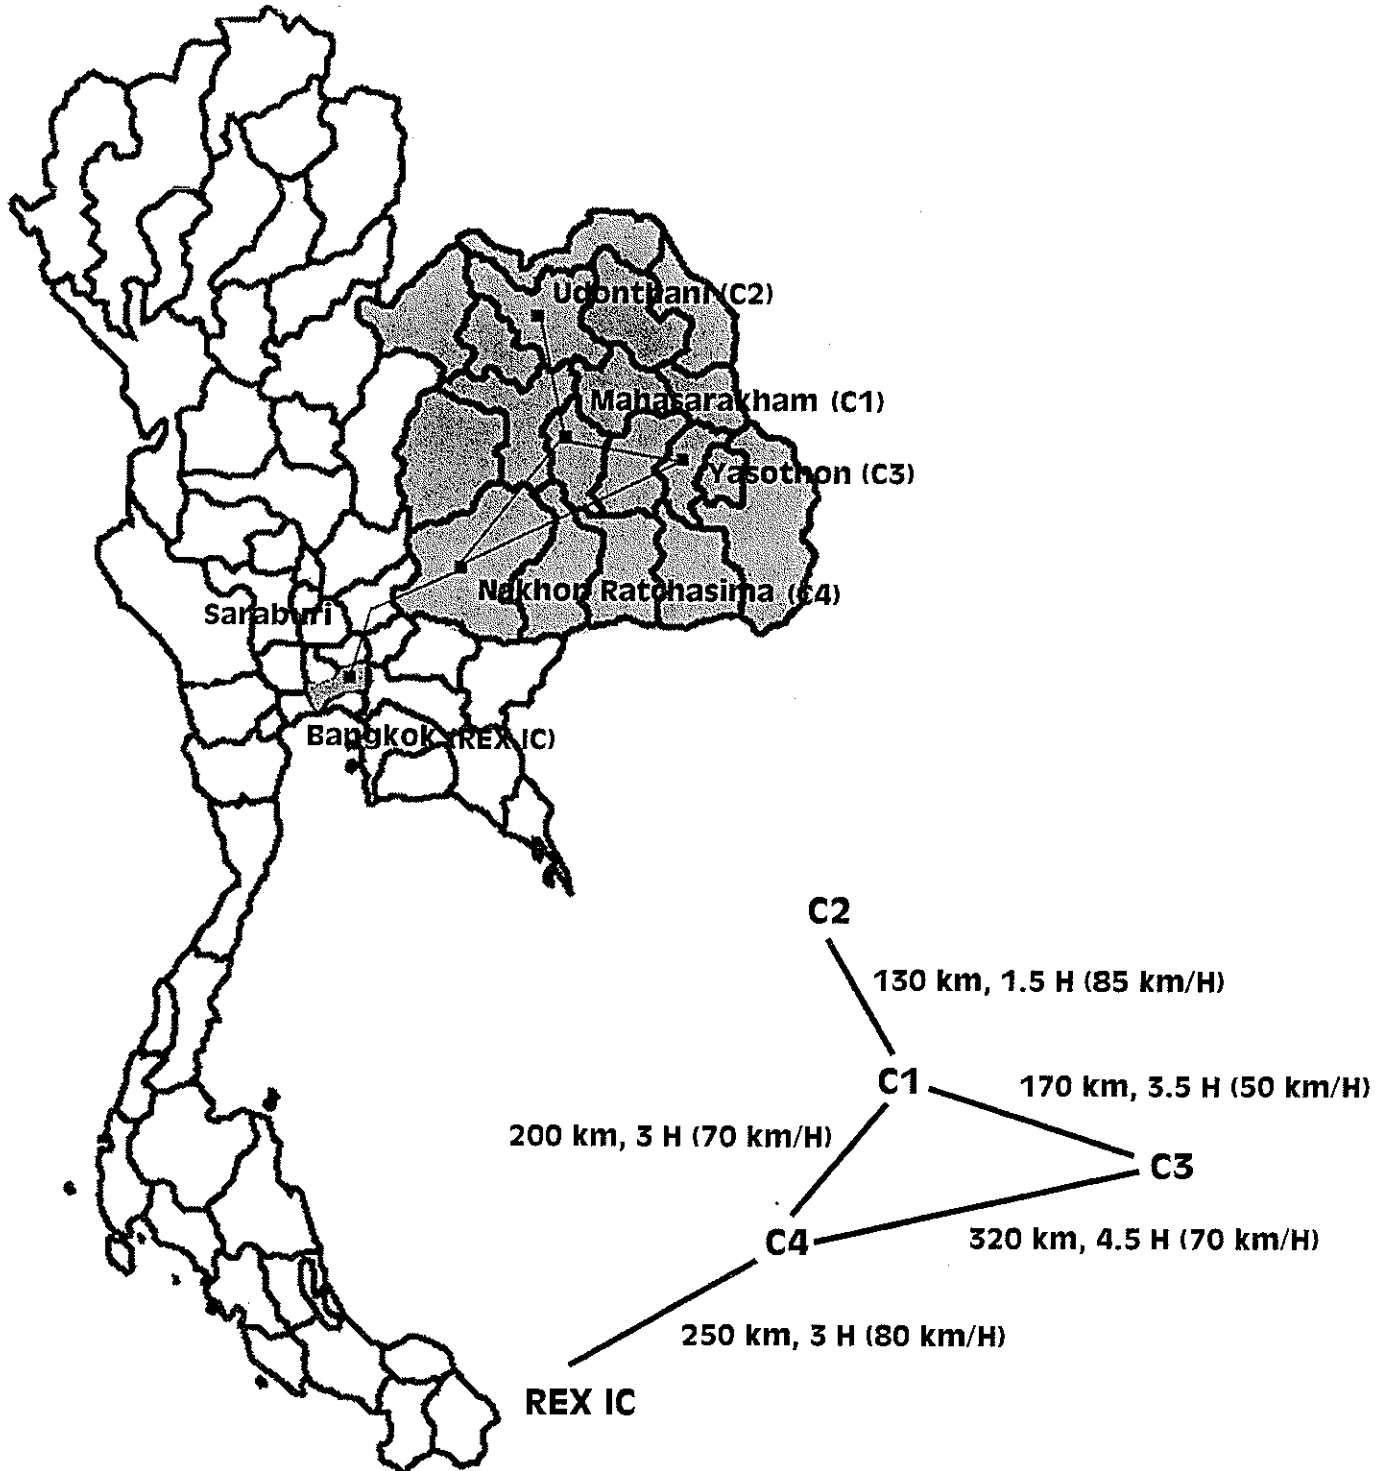 Udonthani (C2)
Mahasarakham (C1)
Yasothon (C3)
Nakhon Ratchasima (C4)
Saraburi
Bangkok (REX IC)
C2
130 km, 1.5 H (85 km/H)
C1
170 km, 3.5 H (50 km/H)
200 km, 3 H (70 km/H)
C3
C4
320 km, 4.5 H (70 km/H)
250 km, 3 H (80 km/H)
REX IC